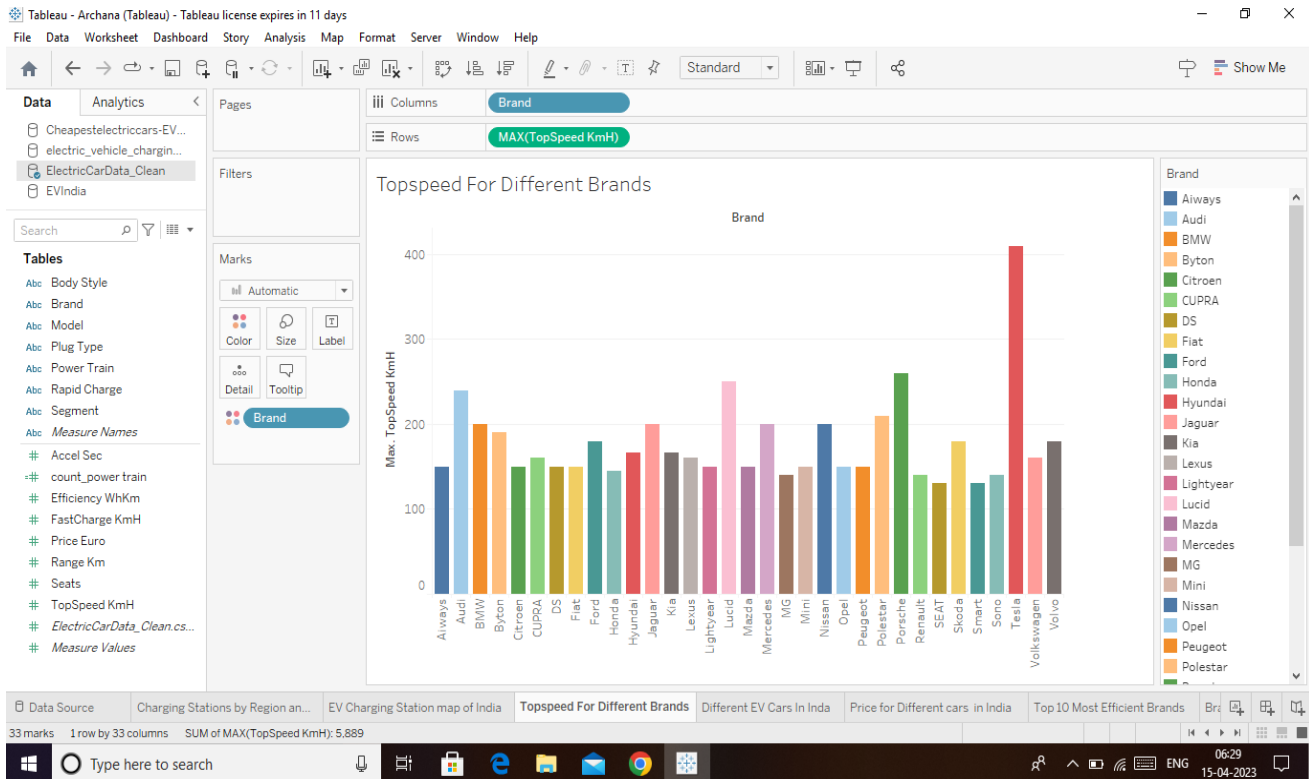 Tableau - Archana (Tableau) - Tableau license expires in 11 days
File Data Worksheet Dashboard Story Analysis Map Format Server Window Help
Standard
Show Me
Data Analytics
Cheapestelectriccars-EV...
electric_vehicle_chargin...
ElectricCarData_Clean
EVIndia
Search
Tables
Abc Body Style
Abc Brand
Abc Model
Abc Plug Type
Abc Power Train
Abc Rapid Charge
Abc Segment
Abc Measure Names
# Accel Sec
=# count_power train
# Efficiency WhKm
# FastCharge KmH
# Price Euro
# Range Km
# Seats
# TopSpeed KmH
# ElectricCarData_Clean.cs...
# Measure Values
Pages
Filters
Marks
Automatic
Color Size Label
Detail Tooltip
Brand
Columns Brand
Rows MAX(TopSpeed KmH)
Topspeed For Different Brands
Brand
Max. TopSpeed KmH
400
300
200
100
0
Aiways
Audi
BMW
Byton
Citroen
CUPRA
DS
Fiat
Ford
Honda
Hyundai
Jaguar
Kia
Lexus
Lightyear
Lucid
Mazda
Mercedes
MG
Mini
Nissan
Opel
Peugeot
Polestar
Porsche
Renault
SEAT
Skoda
Smart
Sono
Tesla
Volkswagen
Volvo
Brand
Aiways
Audi
BMW
Byton
Citroen
CUPRA
DS
Fiat
Ford
Honda
Hyundai
Jaguar
Kia
Lexus
Lightyear
Lucid
Mazda
Mercedes
MG
Mini
Nissan
Opel
Peugeot
Polestar
Data Source Charging Stations by Region an... EV Charging Station map of India Topspeed For Different Brands Different EV Cars In Inda Price for Different cars in India Top 10 Most Efficient Brands
33 marks 1 row by 33 columns SUM of MAX(TopSpeed KmH): 5,889
Type here to search
ENG
06:29
15-04-2023